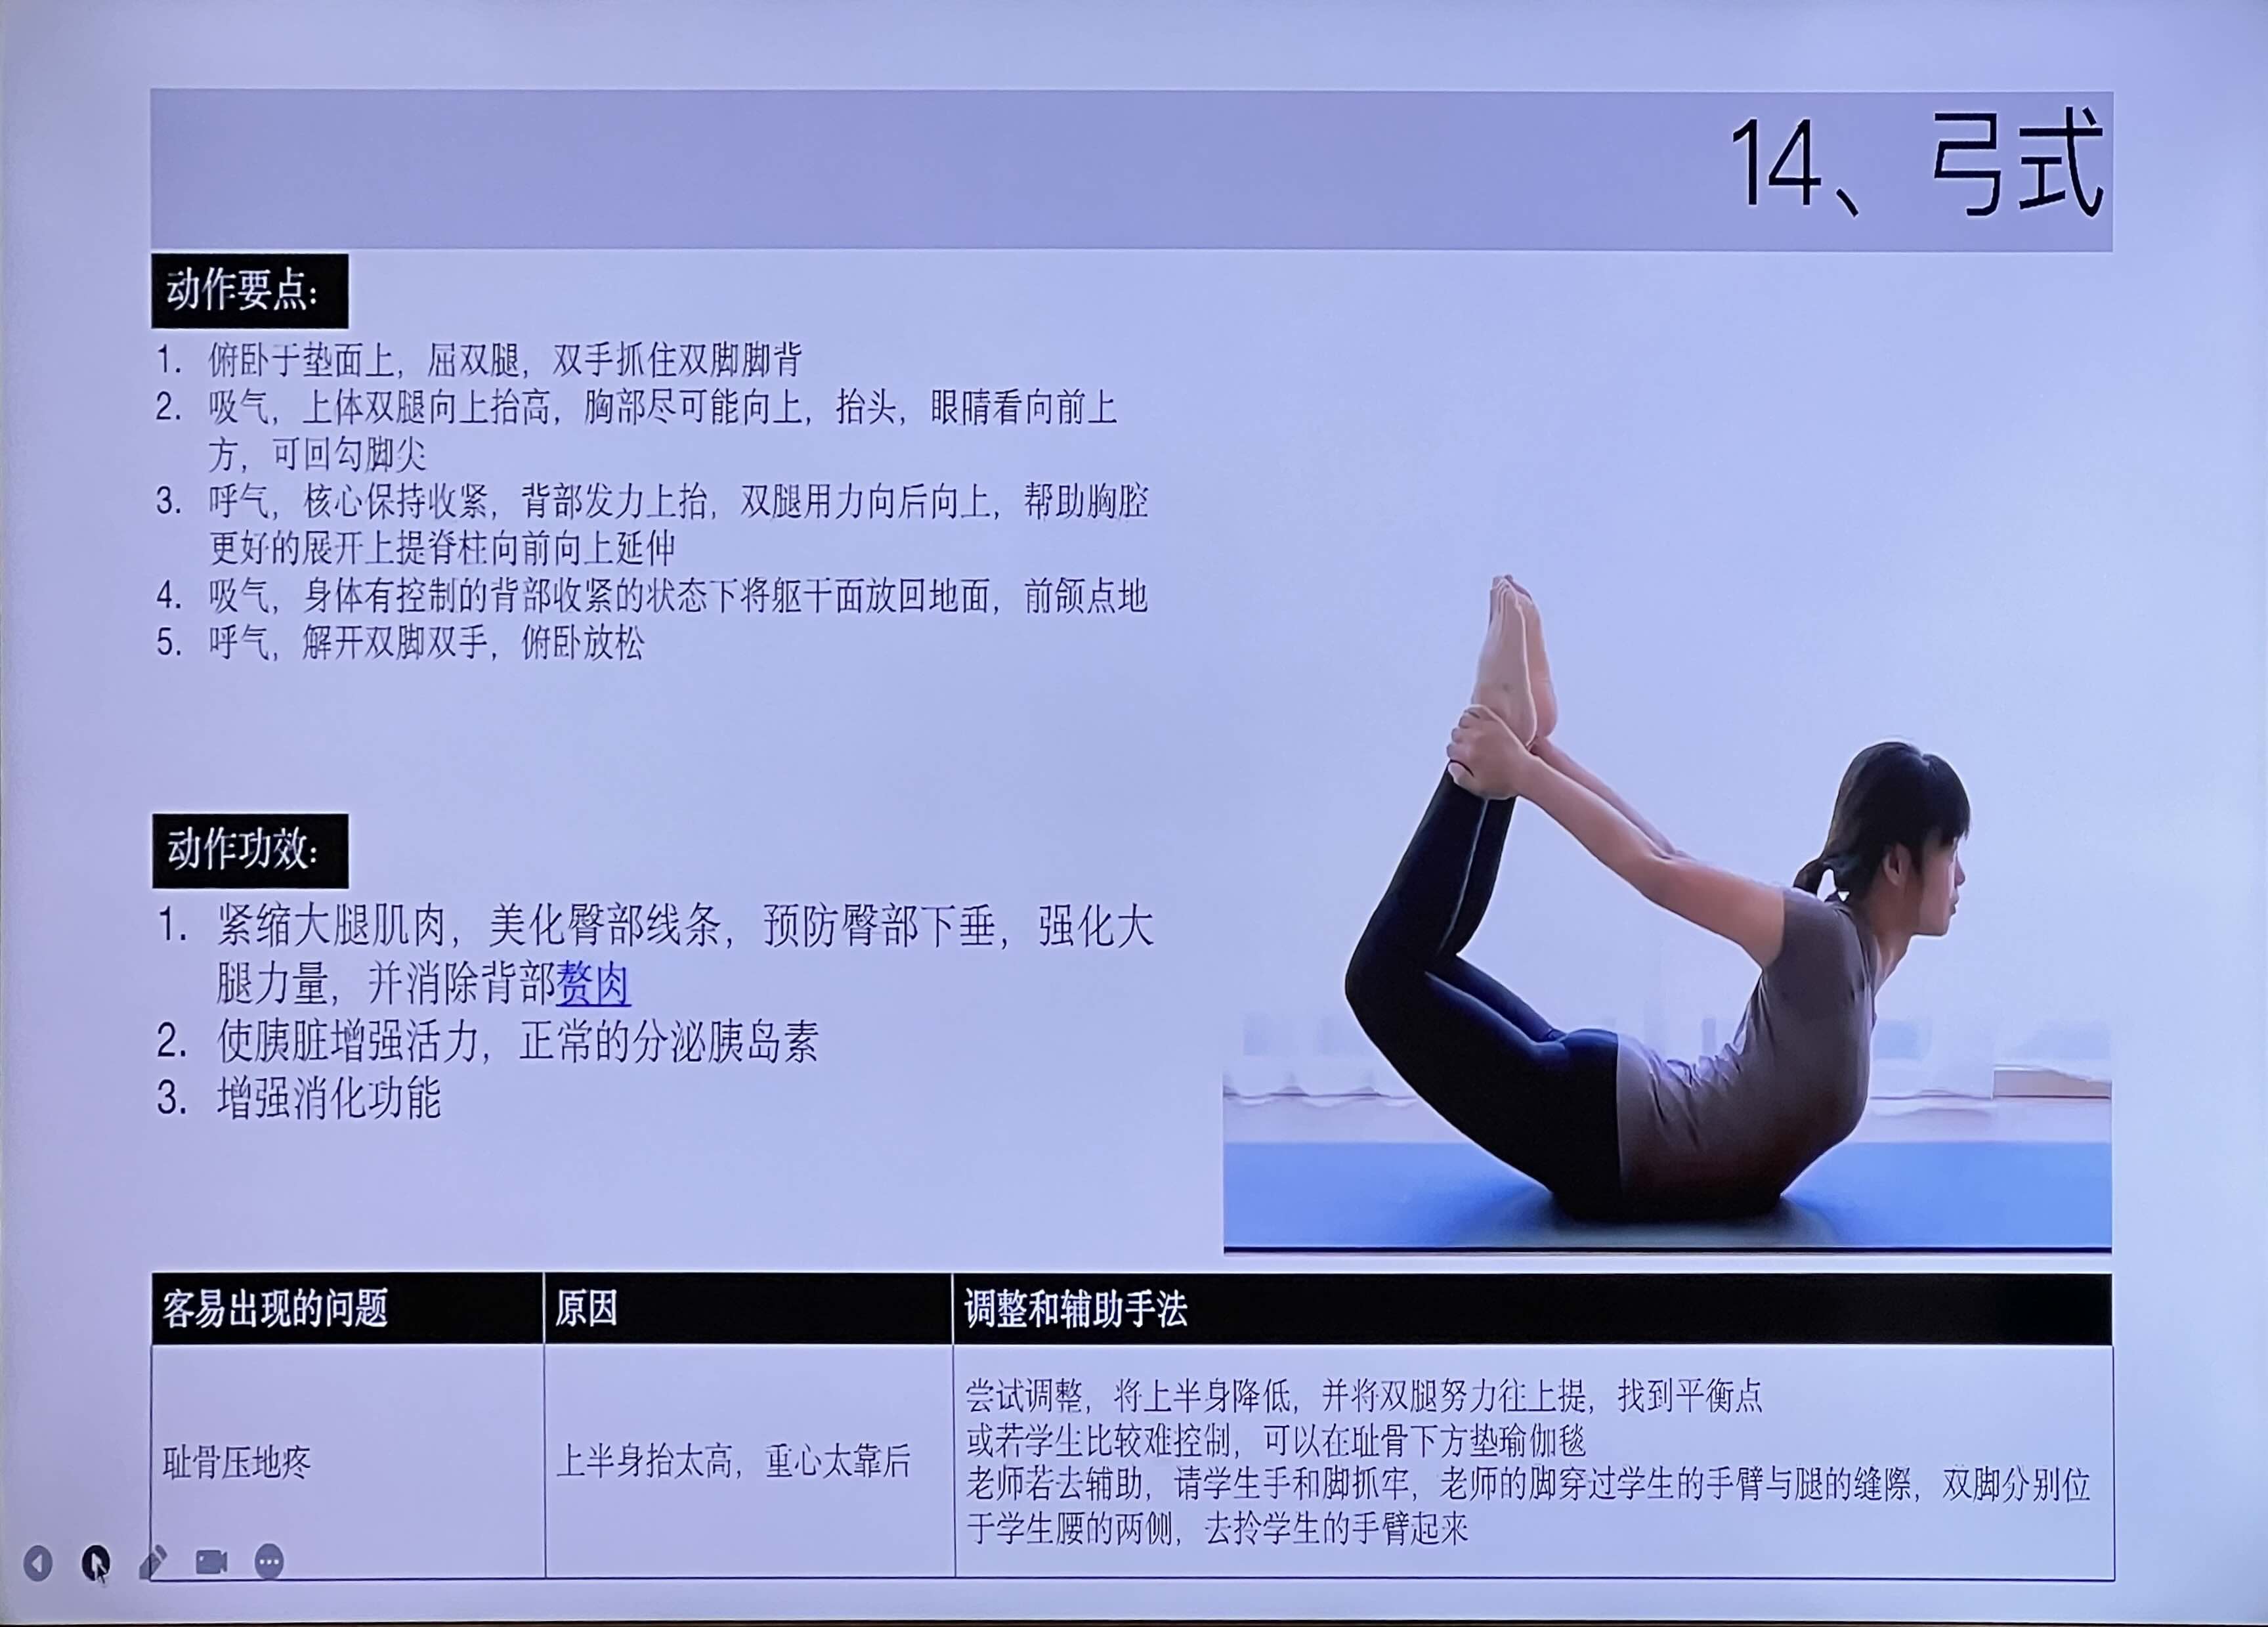 14、弓式
动作要点：
1. 俯卧于垫面上，屈双腿，双手抓住双脚脚背
2. 吸气，上体双腿向上抬高，胸部尽可能向上，抬头，眼睛看向前上
方，可回勾脚尖
3. 呼气，核心保持收紧，背部发力上抬，双腿用力向后向上，帮助胸腔
更好的展开上提脊柱向前向上延伸
4. 吸气，身体有控制的背部收紧的状态下将躯干面放回地面，前颌点地
5. 呼气，解开双脚双手，俯卧放松
动作功效：
1. 紧缩大腿肌肉，美化臀部线条，预防臀部下垂，强化大
腿力量，并消除背部赘肉
2. 使胰脏增强活力，正常的分泌胰岛素
3. 增强消化功能
容易出现的问题
原因
调整和辅助手法
耻骨压地疼
上半身抬太高，重心太靠后
尝试调整，将上半身降低，并将双腿努力往上提，找到平衡点
或若学生比较难控制，可以在耻骨下方垫瑜伽毯
老师若去辅助，请学生手和脚抓牢，老师的脚穿过学生的手臂与腿的缝隙，双脚分别位
于学生腰的两侧，去拎学生的手臂起来